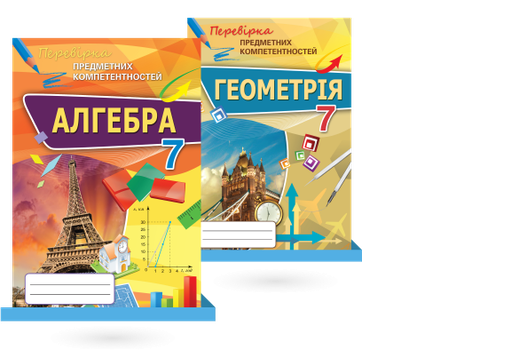 Перевірка
ПРЕДМЕТНИХ
КОМПЕТЕНТНОСТЕЙ
АЛГЕБРА
7
Перевірка
ПРЕДМЕТНИХ
КОМПЕТЕНТНОСТЕЙ
ГЕОМЕТРІЯ
7